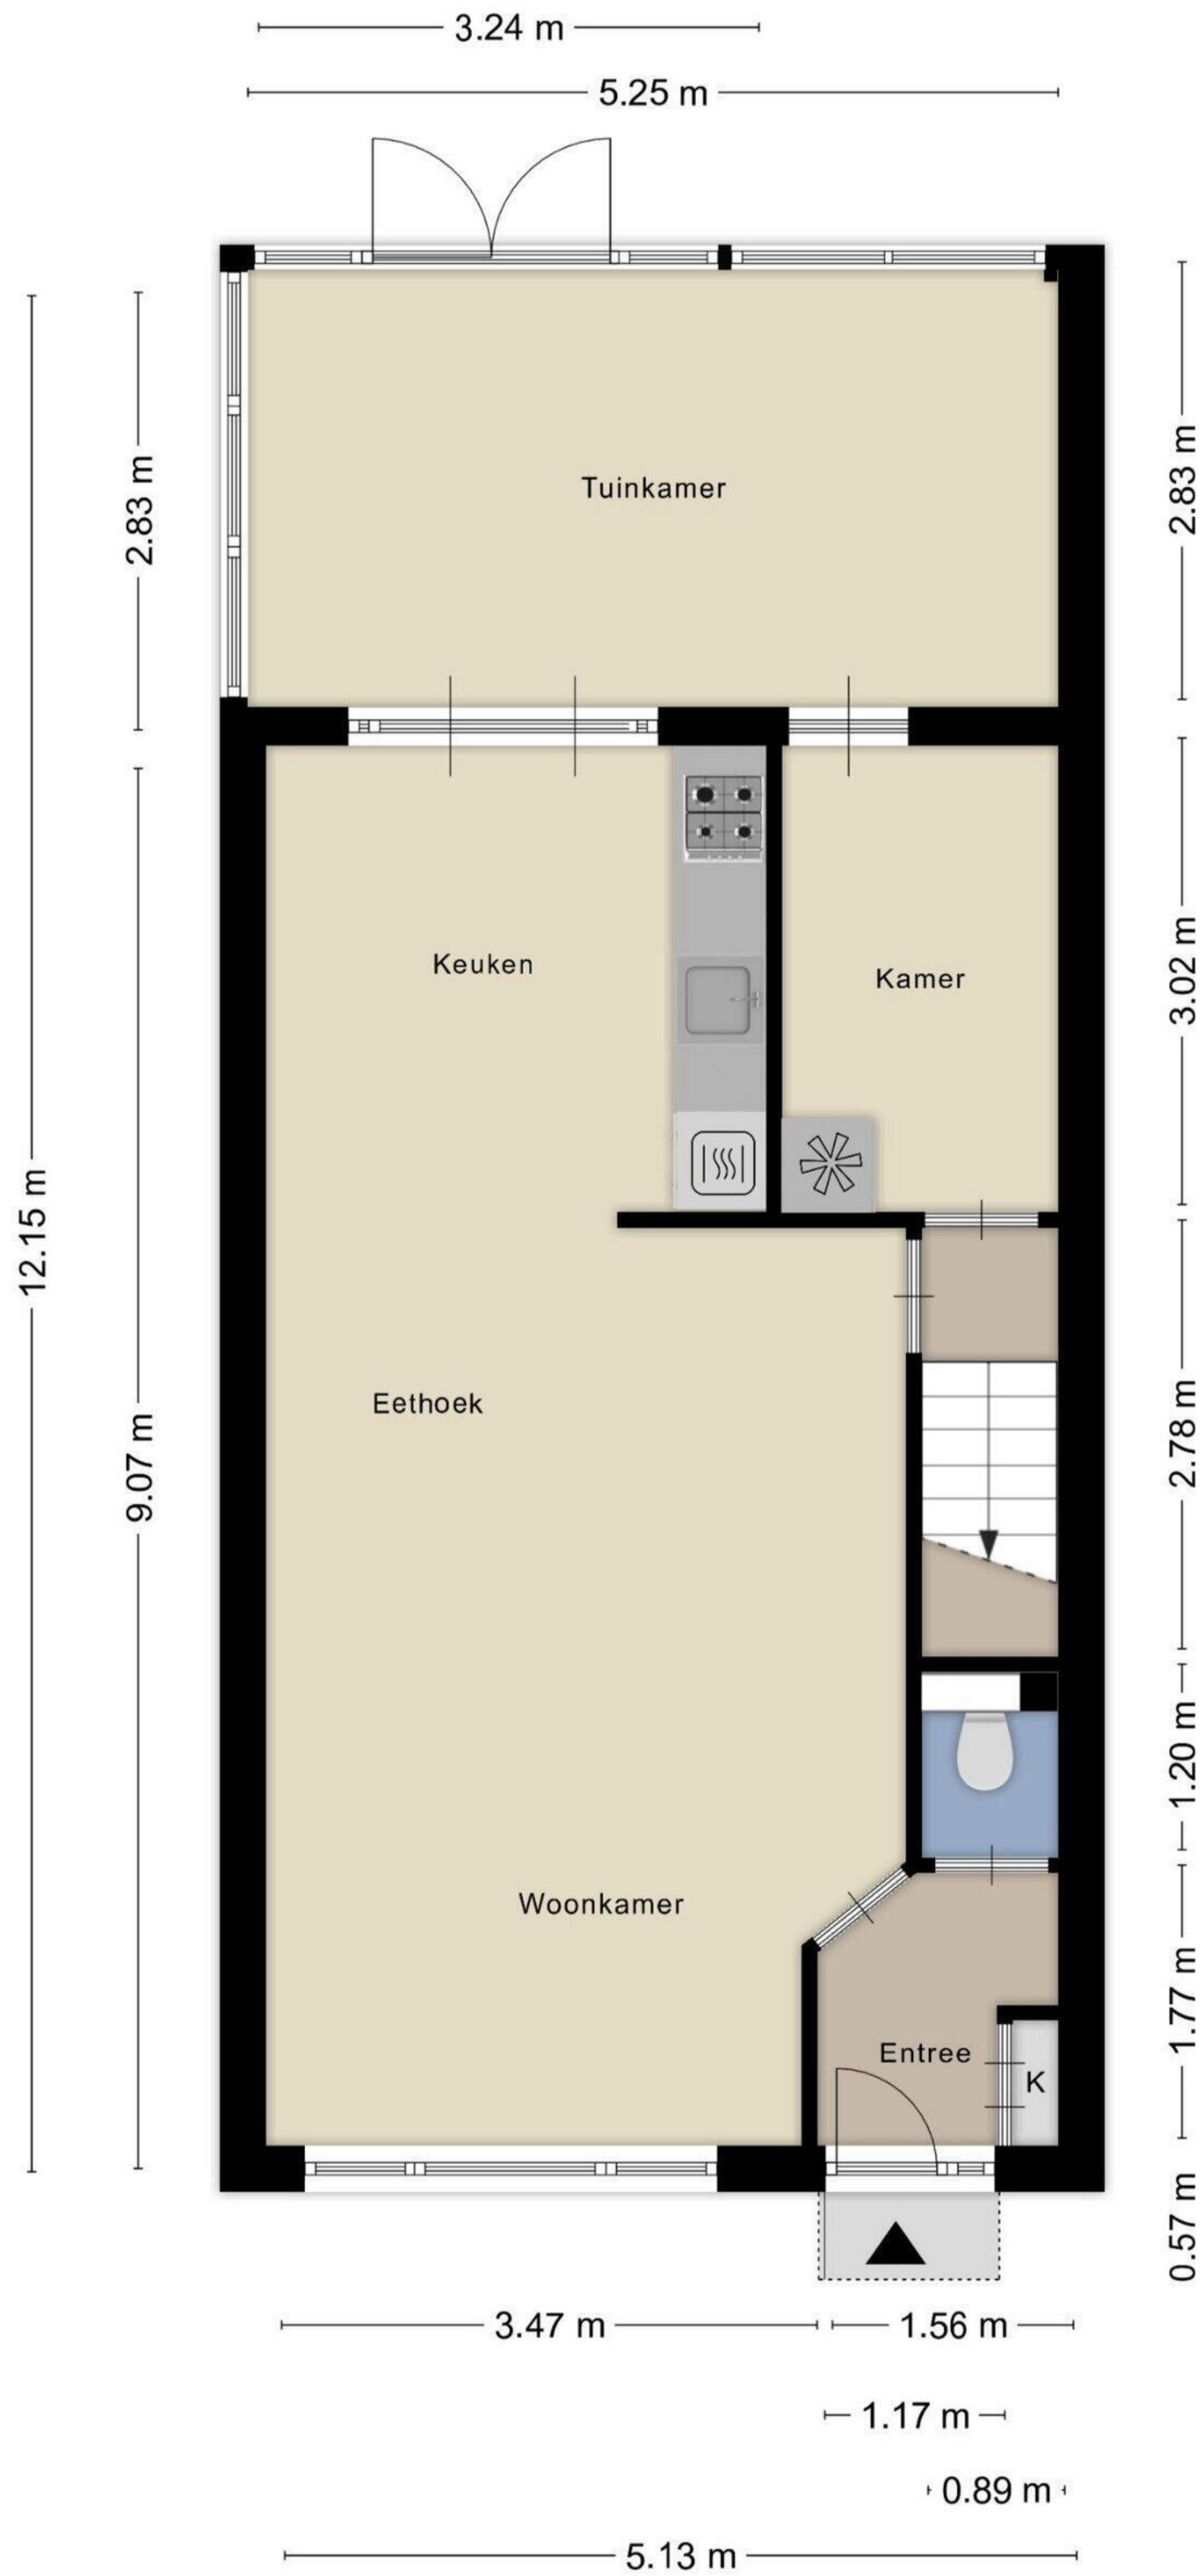 3.24 m
5.25 m
Tuinkamer
2.83 m
2.83 m
Keuken
Kamer
3.02 m
12.15 m
9.07 m
Eethoek
2.78 m
1.20 m
Woonkamer
1.77 m
Entree
K
0.57 m
3.47 m
1.56 m
1.17 m
0.89 m
5.13 m